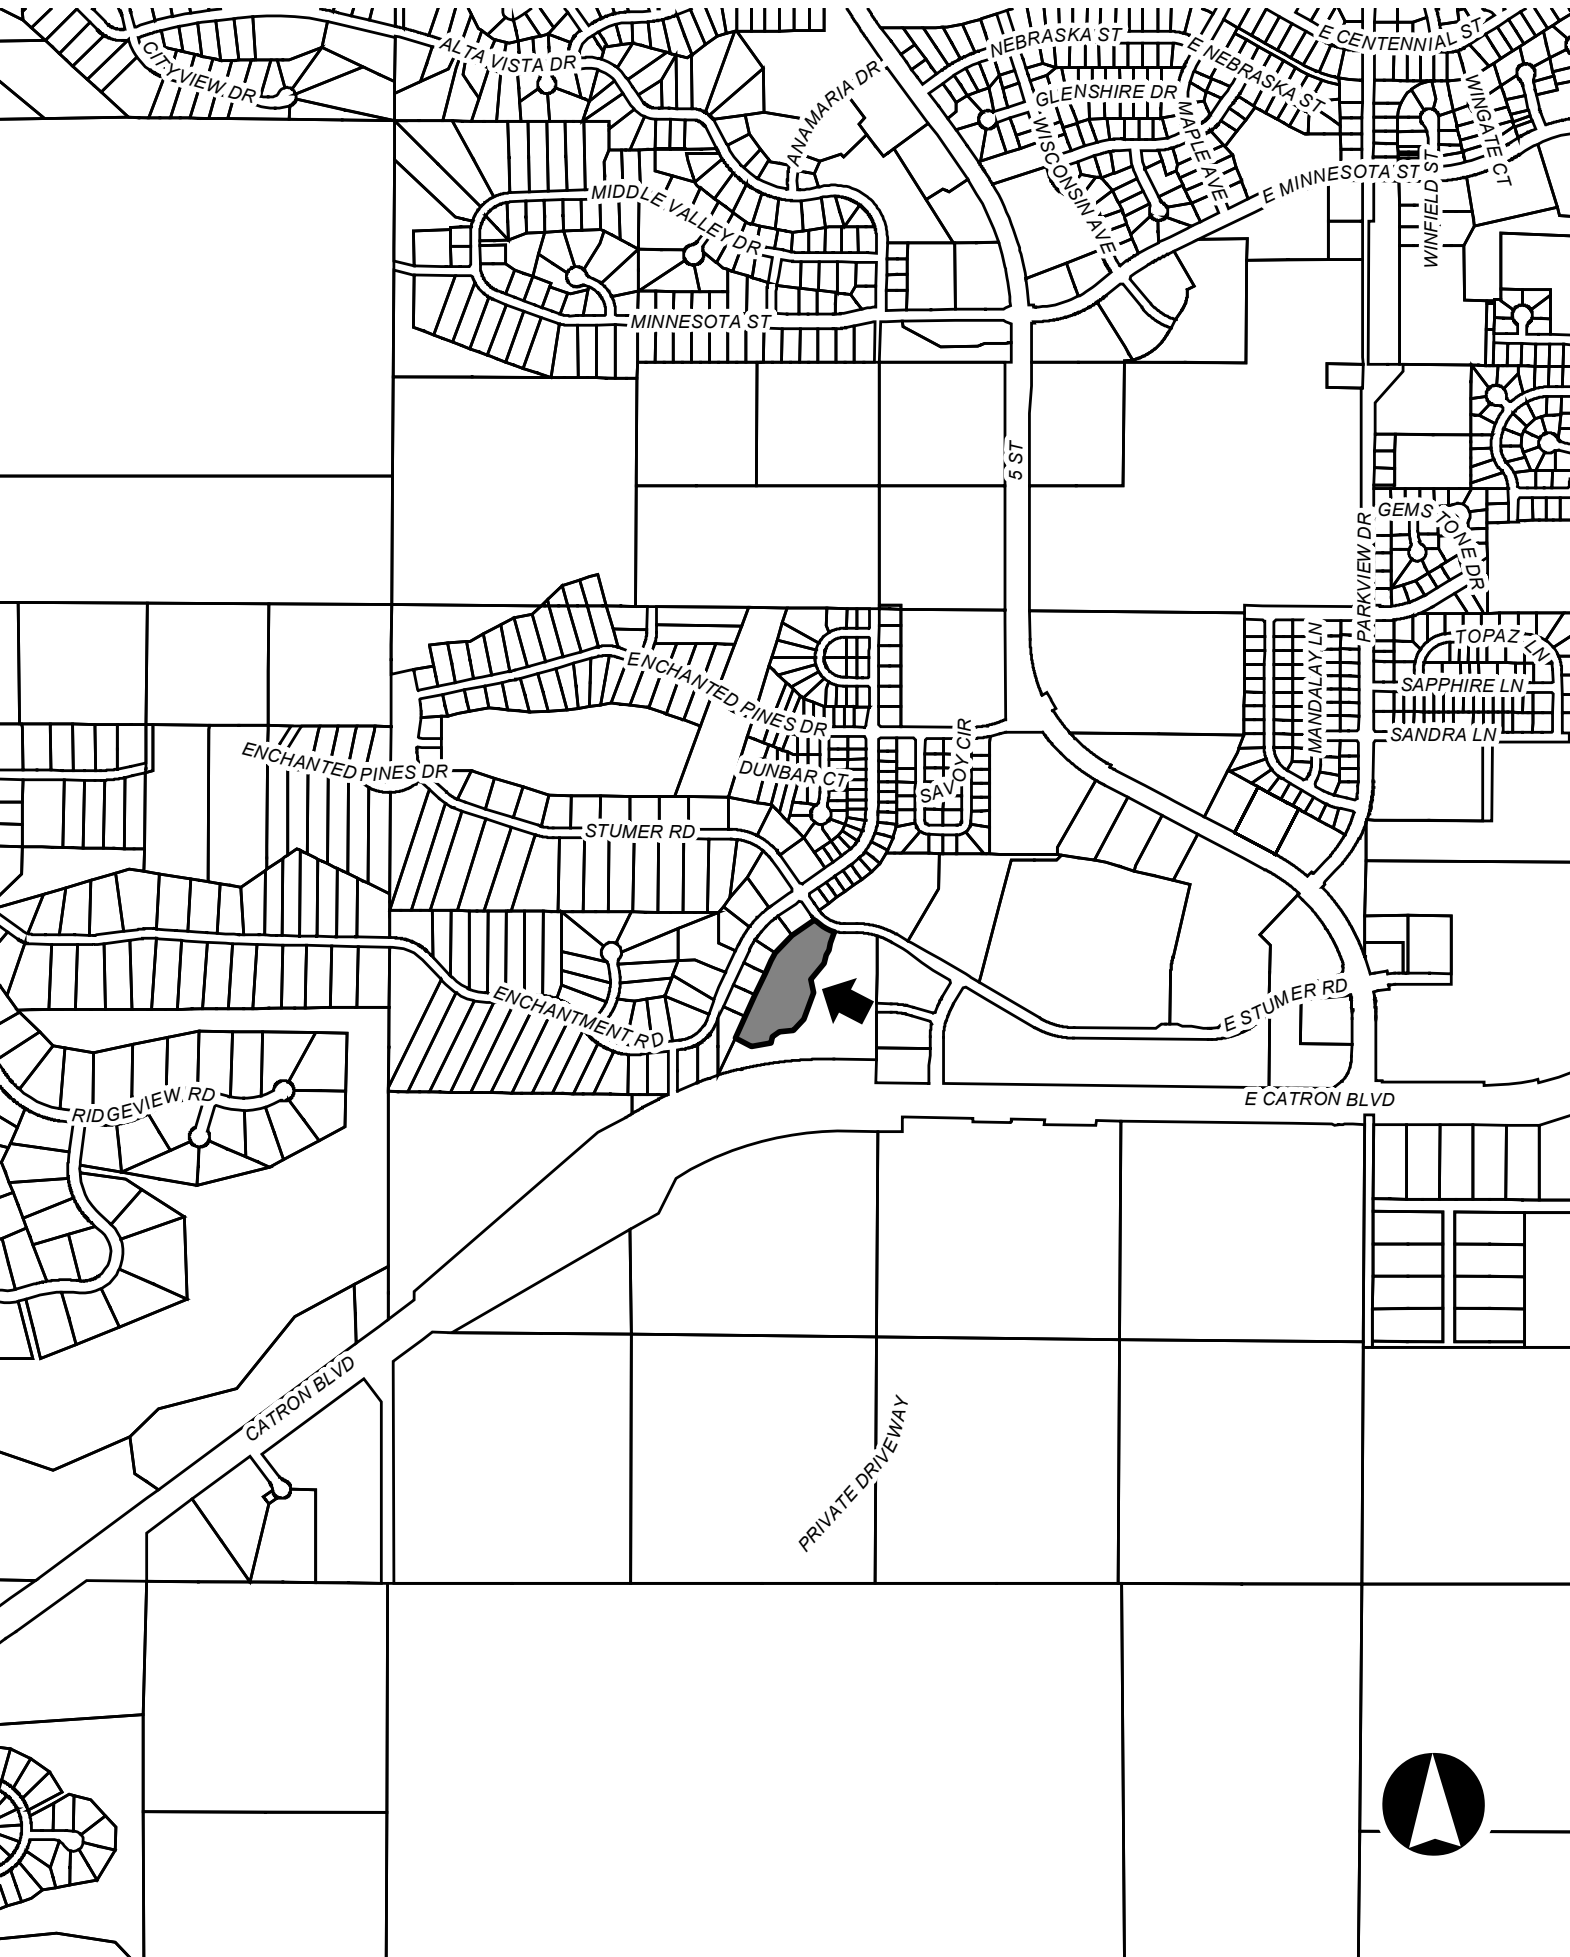 E CENTENNIAL ST
NEBRASKA ST
ALTA VISTA DR
CITYVIEW DR
E NEBRASKA ST
ANAMARIA DR
GLENSHIRE DR
WINGATE CT
MAPLE AVE
WISCONSIN AVE
E MINNESOTA ST
WINFIELD ST
MIDDLE VALLEY DR
MINNESOTA ST
5 ST
GEMSTONE DR
PARKVIEW DR
TOPAZ LN
MANDALAY LN
ENCHANTED PINES DR
SAPPHIRE LN
SANDRA LN
ENCHANTED PINES DR
SAVOY CIR
DUNBAR CT
STUMER RD
ENCHANTMENT RD
E STUMER RD
RIDGEVIEW RD
E CATRON BLVD
CATRON BLVD
PRIVATE DRIVEWAY